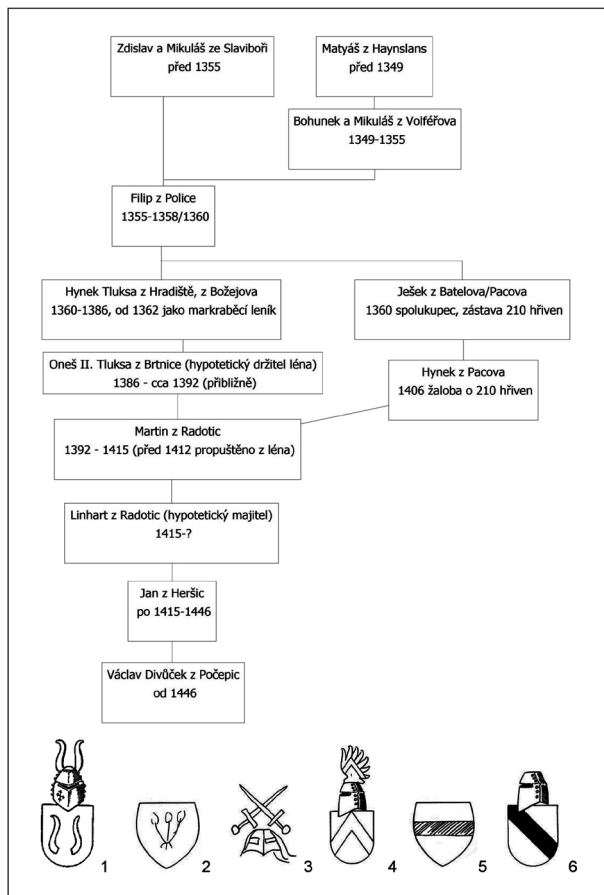 Zdislav a Mikuláš ze Slaviboři
před 1355
Matyáš z Haynslans
před 1349
Bohunek a Mikuláš z Volféřova
1349-1355
Filip z Police
1355-1358/1360
Hynek Tluksa z Hradiště, z Božejova
1360-1386, od 1362 jako markraběcí leník
Ješek z Batelova/Pacova
1360 spolukupec, zástava 210 hřiven
Oneš II. Tluksa z Brtnice (hypotetický držitel léna)
1386 - cca 1392 (přibližně)
Hynek z Pacova
1406 žaloba o 210 hřiven
Martin z Radotic
1392 - 1415 (před 1412 propuštěno z léna)
Linhart z Radotic (hypotetický majitel)
1415-?
Jan z Heršic
po 1415-1446
Václav Divůček z Počepic
od 1446
1 2 3 4 5 6